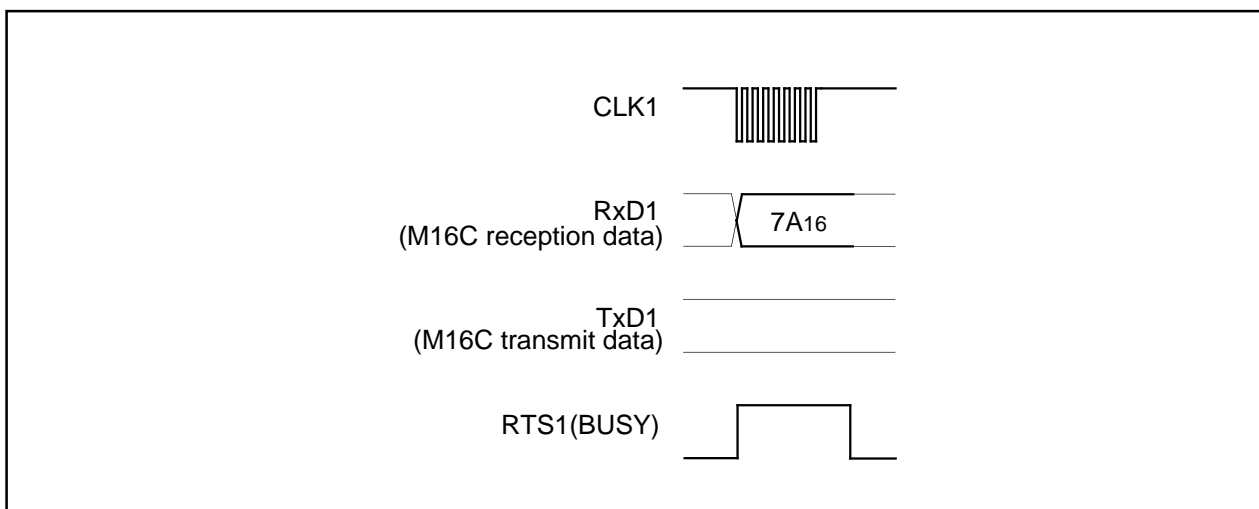 CLK1
RxD1
(M16C reception data)
7A16
TxD1
(M16C transmit data)
RTS1(BUSY)